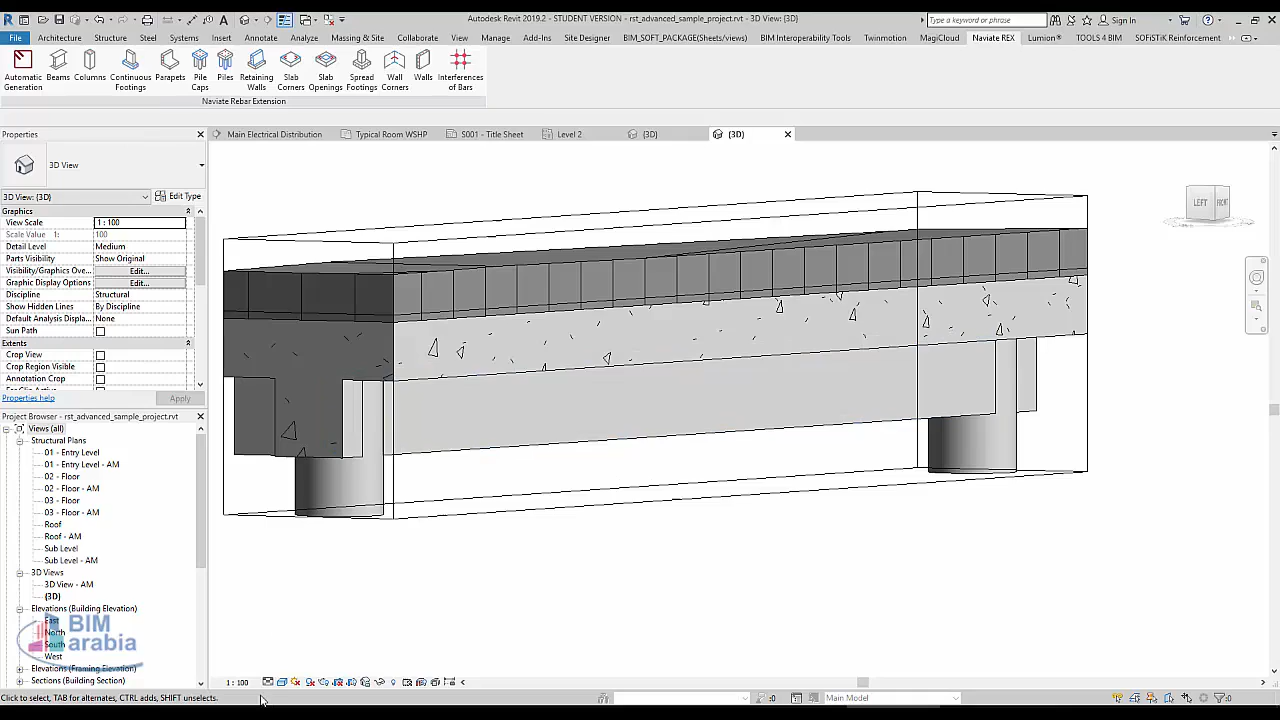 Autodesk Revit 2019.2 - STUDENT VERSION - rst_advanced_sample_project.rvt - 3D View: {3D}
Type a keyword or phrase
Sign In
File Architecture Structure Steel Systems Insert Annotate Analyze Massing & Site Collaborate View Manage Add-Ins Site Designer BIM_SOFT_PACKAGE(Sheets/views) BIM Interoperability Tools Twinmotion MagiCloud Naviate REX Lumion® TOOLS 4 BIM SOFiSTiK Reinforcement
Automatic Generation
Beams
Columns
Continuous Footings
Parapets
Pile Caps
Piles
Retaining Walls
Slab Corners
Slab Openings
Spread Footings
Wall Corners
Walls
Interferences of Bars
Naviate Rebar Extension
Properties
Main Electrical Distribution
Typical Room WSHP
S001 - Title Sheet
Level 2
{3D}
{3D}
3D View
3D View: {3D}
Edit Type
Graphics
View Scale 1 : 100
Scale Value 1: 100
Detail Level Medium
Parts Visibility Show Original
Visibility/Graphics Ove... Edit...
Graphic Display Options Edit...
Discipline Structural
Show Hidden Lines By Discipline
Default Analysis Displa... None
Sun Path
Extents
Crop View
Crop Region Visible
Annotation Crop
Properties help
Apply
LEFT
FRONT
Project Browser - rst_advanced_sample_project.rvt
Views (all)
Structural Plans
01 - Entry Level
01 - Entry Level - AM
02 - Floor
02 - Floor - AM
03 - Floor
03 - Floor - AM
Roof
Roof - AM
Sub Level
Sub Level - AM
3D Views
3D View - AM
{3D}
Elevations (Building Elevation)
East
North
South
West
BIM
arabia
Elevations (Framing Elevation)
Sections (Building Section)
1 : 100
Click to select, TAB for alternates, CTRL adds, SHIFT unselects.
:0
Main Model
:0